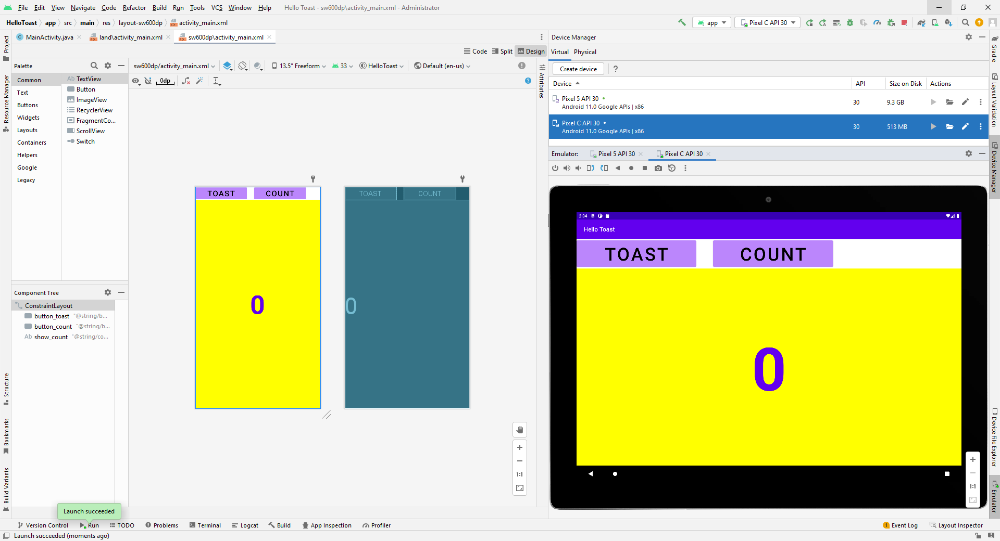 File Edit View Navigate Code Refactor Build Run Tools VCS Window Help Hello Toast - sw600dp\activity_main.xml - Administrator
HelloToast app src main res layout-sw600dp activity_main.xml
app Pixel C API 30
MainActivity.java land\activity_main.xml sw600dp\activity_main.xml
Code Split Design
Project
Resource Manager
Structure
Bookmarks
Build Variants
Palette
sw600dp/activity_main.xml 13.5" Freeform 33 HelloToast Default (en-us)
0dp
Common
Text
Buttons
Widgets
Layouts
Containers
Helpers
Google
Legacy
Ab TextView
Button
ImageView
RecyclerView
FragmentCo...
ScrollView
Switch
Component Tree
ConstraintLayout
button_toast "@string/b...
button_count "@string/b...
Ab show_count "@string/co...
TOAST COUNT
0
TOAST COUNT
0
1:1
Attributes
Device Manager
Virtual Physical
Create device ?
Device API Size on Disk Actions
Pixel 5 API 30
Android 11.0 Google APIs | x86
30 9.3 GB
Pixel C API 30
Android 11.0 Google APIs | x86
30 513 MB
Emulator: Pixel 5 API 30 Pixel C API 30
2:34
Hello Toast
TOAST COUNT
0
1:1
Gradle
Layout Validation
Device Manager
Device File Explorer
Emulator
Launch succeeded
Version Control Run TODO Problems Terminal Logcat Build App Inspection Profiler 1 Event Log Layout Inspector
Launch succeeded (moments ago)